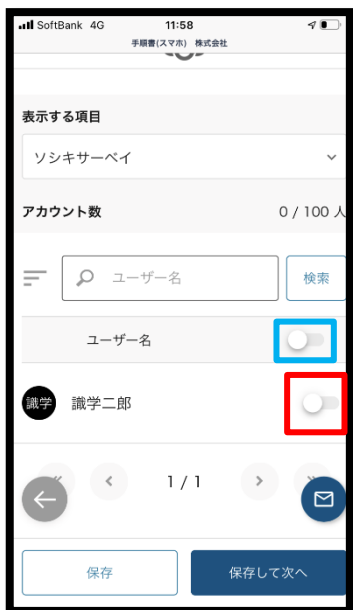 SoftBank 4G 11:58
手順書(スマホ) 株式会社
表示する項目
ソシキサーベイ
アカウント数 0 / 100 人
ユーザー名 検索
ユーザー名
識学 識学二郎
1 / 1
保存 保存して次へ